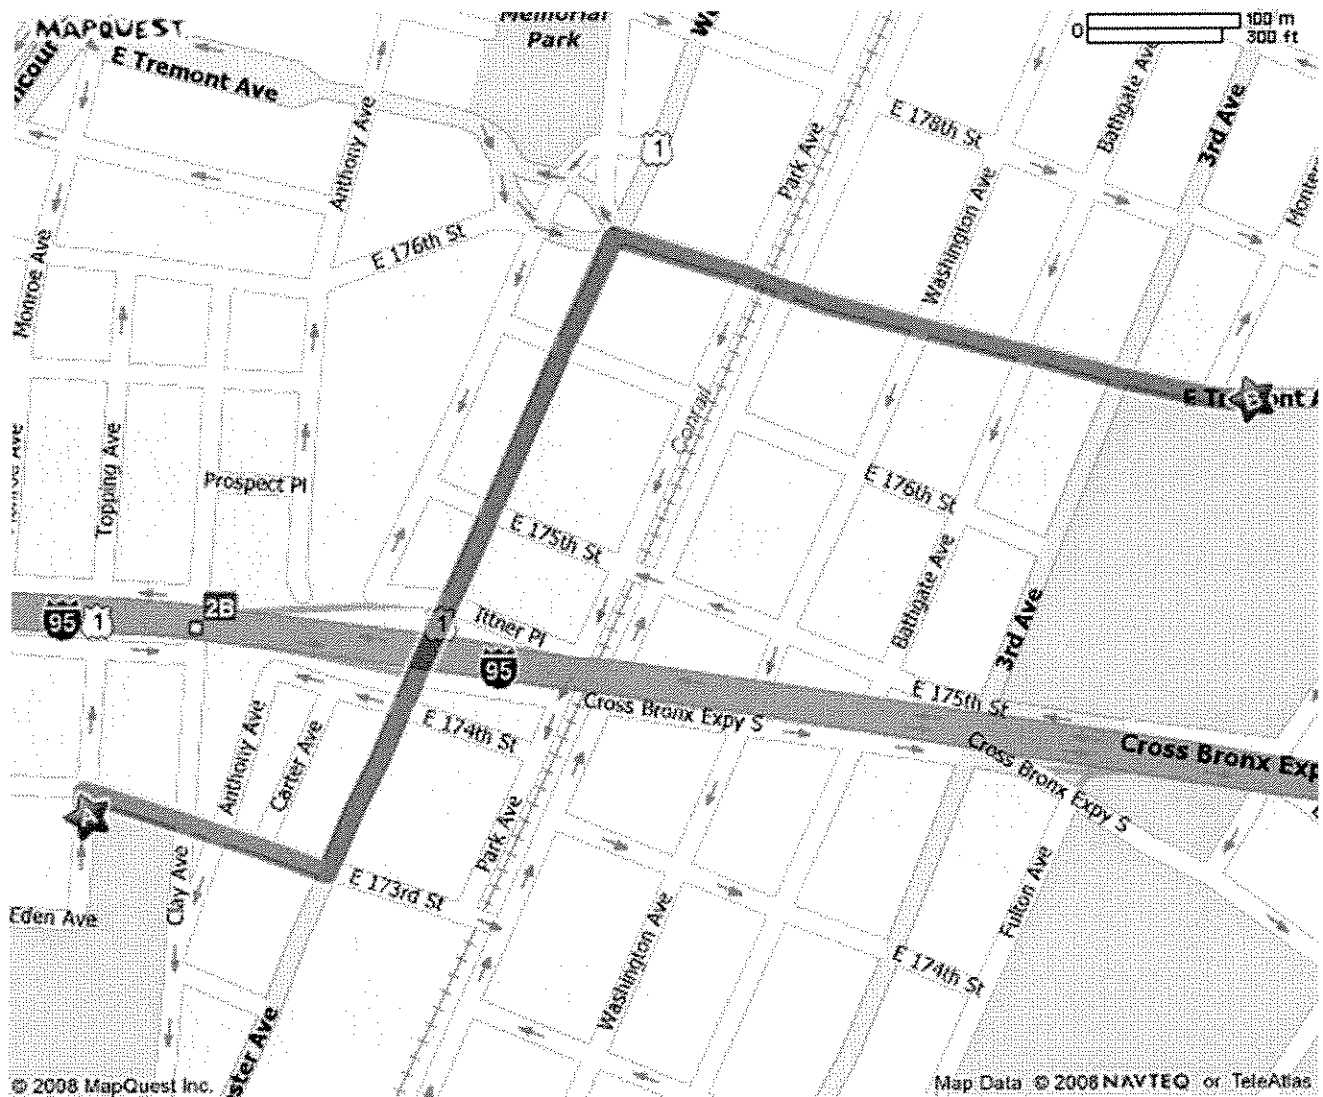 MAPQUEST
Memorial
Park
0
100 m
300 ft
E Tremont Ave
Anthony Ave
1
Park Ave
E 178th St
Bathgate Ave
3rd Ave
Washington Ave
E 176th St
Monroe Ave
Conrail
Topping Ave
Prospect Pl
E 176th St
E 175th St
Bathgate Ave
3rd Ave
2B
95
1
1
Tittner Pl
95
E 175th St
Cross Bronx Expy S
Cross Bronx Exp
Cross Bronx Expy S
E 174th St
Anthony Ave
Carter Ave
Park Ave
Clay Ave
E 173rd St
Eden Ave
Fulton Ave
Washington Ave
E 174th St
ster Ave
© 2008 MapQuest Inc.
Map Data © 2008 NAVTEQ or TeleAtlas